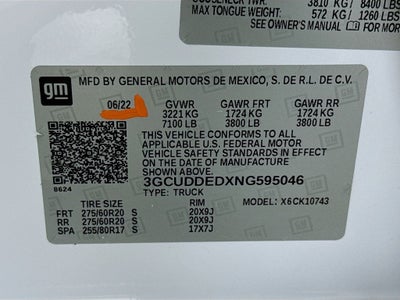 GOOSENECK TWR: 3810 KG / 8400 LBS
MAX TONGUE WT: 572 KG / 1260 LBS
SEE OWNER'S MANUAL
gm
MFD BY GENERAL MOTORS DE MEXICO, S. DE R.L. DE C.V.
06/22 GVWR GAWR FRT GAWR RR
3221 KG 1724 KG 1724 KG
7100 LB 3800 LB 3800 LB
THIS VEHICLE CONFORMS TO ALL
APPLICABLE U.S. FEDERAL MOTOR
VEHICLE SAFETY STANDARDS IN EFFECT
ON THE DATE OF MANUFACTURE
SHOWN ABOVE.
8624
3GCUDDEDXNG595046
TYPE: TRUCK MODEL: X6CK10743
TIRE SIZE RIM
FRT 275/60R20 S 20X9J
RR 275/60R20 S 20X9J
SPA 255/80R17 S 17X7J